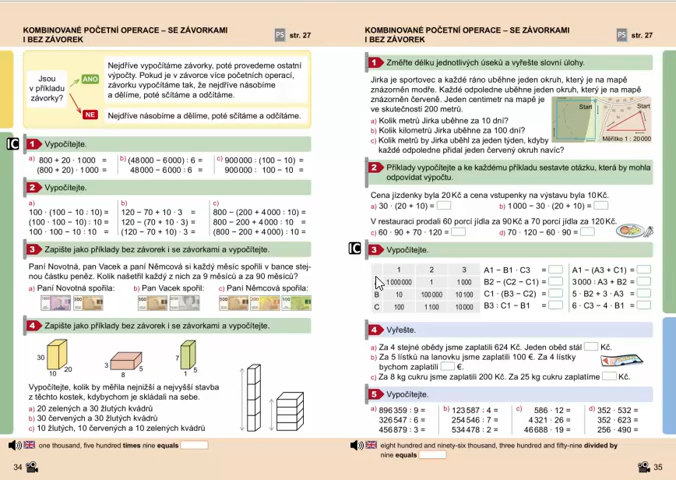 KOMBINOVANÉ POČETNÍ OPERACE – SE ZÁVORKAMI
I BEZ ZÁVOREK
PS str. 27
Jsou
v příkladu
závorky?
ANO
NE
Nejdříve vypočítáme závorky, poté provedeme ostatní
výpočty. Pokud je v závorce více početních operací,
závorku vypočítáme tak, že nejdříve násobíme
a dělíme, poté sčítáme a odčítáme.
Nejdříve násobíme a dělíme, poté sčítáme a odčítáme.
IC
1 Vypočítejte.
a) 800 + 20 · 1000 = b) (48000 – 6000) : 6 = c) 900000 : (100 – 10) =
(800 + 20) · 1000 = 48000 – 6000 : 6 = 900000 : 100 – 10 =
2 Vypočítejte.
a) b) c)
100 · (100 – 10 : 10) = 120 – 70 + 10 · 3 = 800 – (200 + 4000 : 10) =
(100 · 100 – 10) : 10 = 120 – (70 + 10 · 3) = 800 – 200 + 4000 : 10 =
100 · 100 – 10 : 10 = (120 – 70 + 10) · 3 = (800 – 200 + 4000) : 10 =
3 Zapište jako příklady bez závorek i se závorkami a vypočítejte.
Paní Novotná, pan Vacek a paní Němcová si každý měsíc spořili v bance stej-
nou částku peněz. Kolik našetřil každý z nich za 9 měsíců a za 90 měsíců?
a) Paní Novotná spořila: b) Pan Vacek spořil: c) Paní Němcová spořila:
4 Zapište jako příklady bez závorek i se závorkami a vypočítejte.
30
20
10
3
8
5
7
1
5
Vypočítejte, kolik by měřila nejnižší a nejvyšší stavba
z těchto kostek, kdybychom je skládali na sebe.
a) 20 zelených a 30 žlutých kvádrů
b) 30 červených a 30 žlutých kvádrů
c) 10 žlutých, 10 červených a 10 zelených kvádrů
one thousand, five hundred times nine equals
34
KOMBINOVANÉ POČETNÍ OPERACE – SE ZÁVORKAMI
I BEZ ZÁVOREK
PS str. 27
1 Změřte délku jednotlivých úseků a vyřešte slovní úlohy.
Jirka je sportovec a každé ráno uběhne jeden okruh, který je na mapě
znázorněn modře. Každé odpoledne uběhne jeden okruh, který je na mapě
znázorněn červeně. Jeden centimetr na mapě je
ve skutečnosti 200 metrů.
a) Kolik metrů Jirka uběhne za 10 dní?
b) Kolik kilometrů Jirka uběhne za 100 dní?
c) Kolik metrů by Jirka uběhl za jeden týden, kdyby
každé odpoledne přidal jeden červený okruh navíc?
Start
Start
Měřítko 1 : 20000
2 Příklady vypočítejte a ke každému příkladu sestavte otázku, která by mohla
odpovídat výpočtu.
Cena jízdenky byla 20 Kč a cena vstupenky na výstavu byla 10 Kč.
a) 30 · (20 + 10) = b) 1000 – 30 · (20 + 10) =
V restauraci prodali 60 porcí jídla za 90 Kč a 70 porcí jídla za 120 Kč.
c) 60 · 90 + 70 · 120 = d) 70 · 120 – 60 · 90 =
IC
3 Vypočítejte.
1 2 3
1000000 1 1000
B 10 100000 10100
C 100 1100 10000
A1 – B1 · C3 = A1 – (A3 + C1) =
B2 – (C2 – C1) = 3000 : A3 + B2 =
C1 · (B3 – C2) = 5 · B2 + 3 · A3 =
B3 : C1 – B1 = 6 · C3 – 4 · B1 =
4 Vyřešte.
a) Za 4 stejné obědy jsme zaplatili 624 Kč. Jeden oběd stál Kč.
b) Za 5 lístků na lanovku jsme zaplatili 100 €. Za 4 lístky
bychom zaplatili €.
c) Za 8 kg cukru jsme zaplatili 200 Kč. Za 25 kg cukru zaplatíme Kč.
5 Vypočítejte.
a) 896359 : 9 = b) 123587 : 4 = c) 586 · 12 = d) 352 · 532 =
326547 : 6 = 254546 : 7 = 4321 · 26 = 352 · 623 =
456879 : 3 = 534478 : 2 = 46688 · 19 = 256 · 490 =
eight hundred and ninety-six thousand, three hundred and fifty-nine divided by
nine equals
35